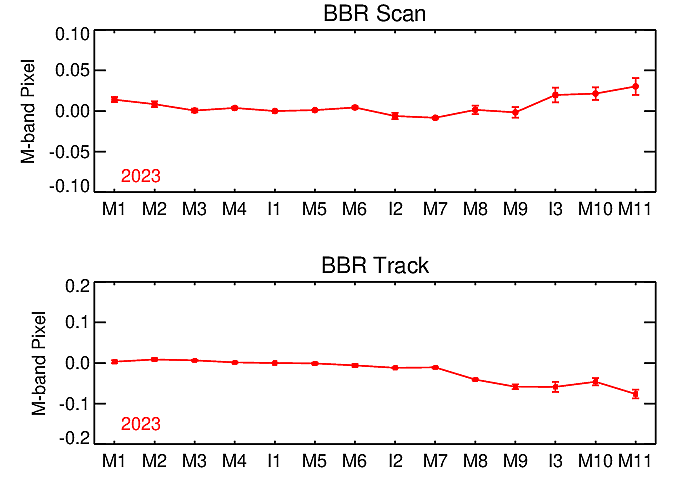 BBR Scan
0.10
0.05
0.00
-0.05
-0.10
M-band Pixel
2023
M1 M2 M3 M4 I1 M5 M6 I2 M7 M8 M9 I3 M10 M11
BBR Track
0.2
0.1
0.0
-0.1
-0.2
M-band Pixel
2023
M1 M2 M3 M4 I1 M5 M6 I2 M7 M8 M9 I3 M10 M11